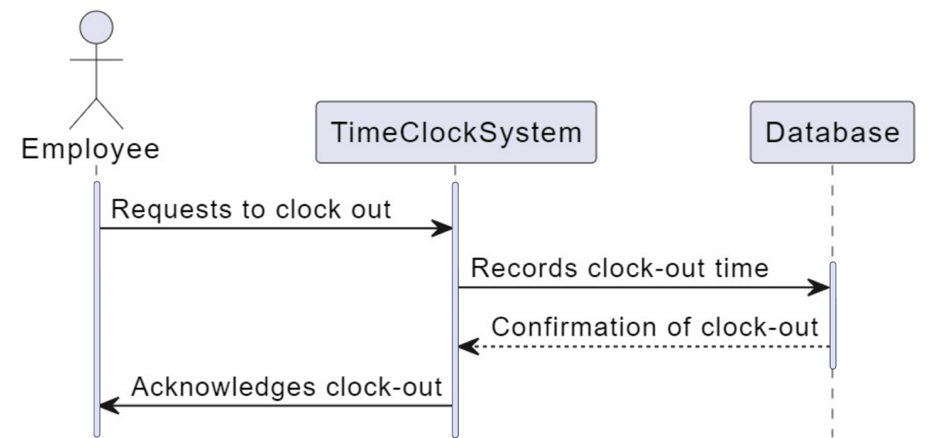 Employee
TimeClockSystem
Database
Requests to clock out
Records clock-out time
Confirmation of clock-out
Acknowledges clock-out